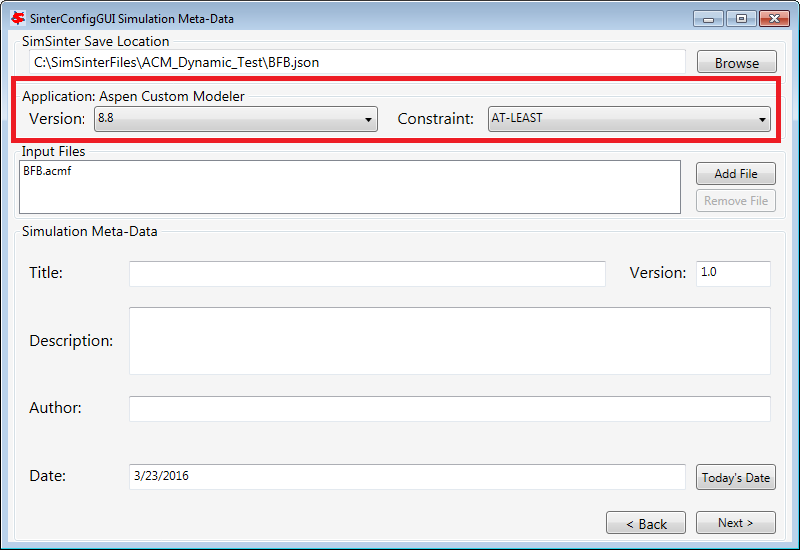 SinterConfigGUI Simulation Meta-Data
SimSinter Save Location
C:\SimSinterFiles\ACM_Dynamic_Test\BFB.json
Browse
Application: Aspen Custom Modeler
Version: 8.8 Constraint: AT-LEAST
Input Files
BFB.acmf
Add File
Remove File
Simulation Meta-Data
Title: Version: 1.0
Description:
Author:
Date: 3/23/2016 Today's Date
< Back Next >